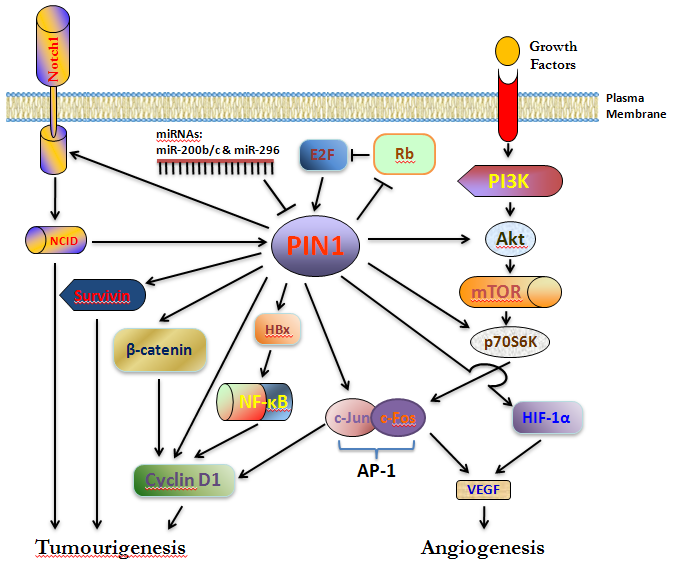 Notch1
Growth
Factors
Plasma
Membrane
miRNAs:
miR-200b/c & miR-296
E2F
Rb
PI3K
NCID
PIN1
Akt
Survivin
mTOR
HBx
p70S6K
β-catenin
NF-κB
c-Jun
c-Fos
HIF-1α
AP-1
Cyclin D1
VEGF
Tumourigenesis
Angiogenesis